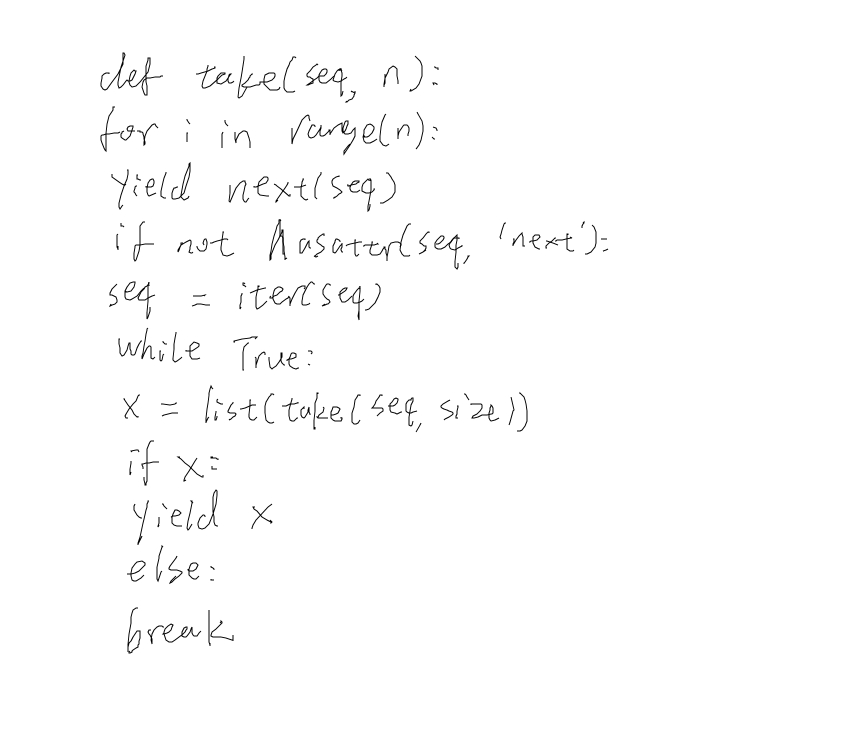 def take(seq, n):
for i in range(n):
yield next(seq)
if not hasattr(seq, 'next'):
seq = iter(seq)
while True:
x = list(take(seq, size))
if x:
yield x
else:
break